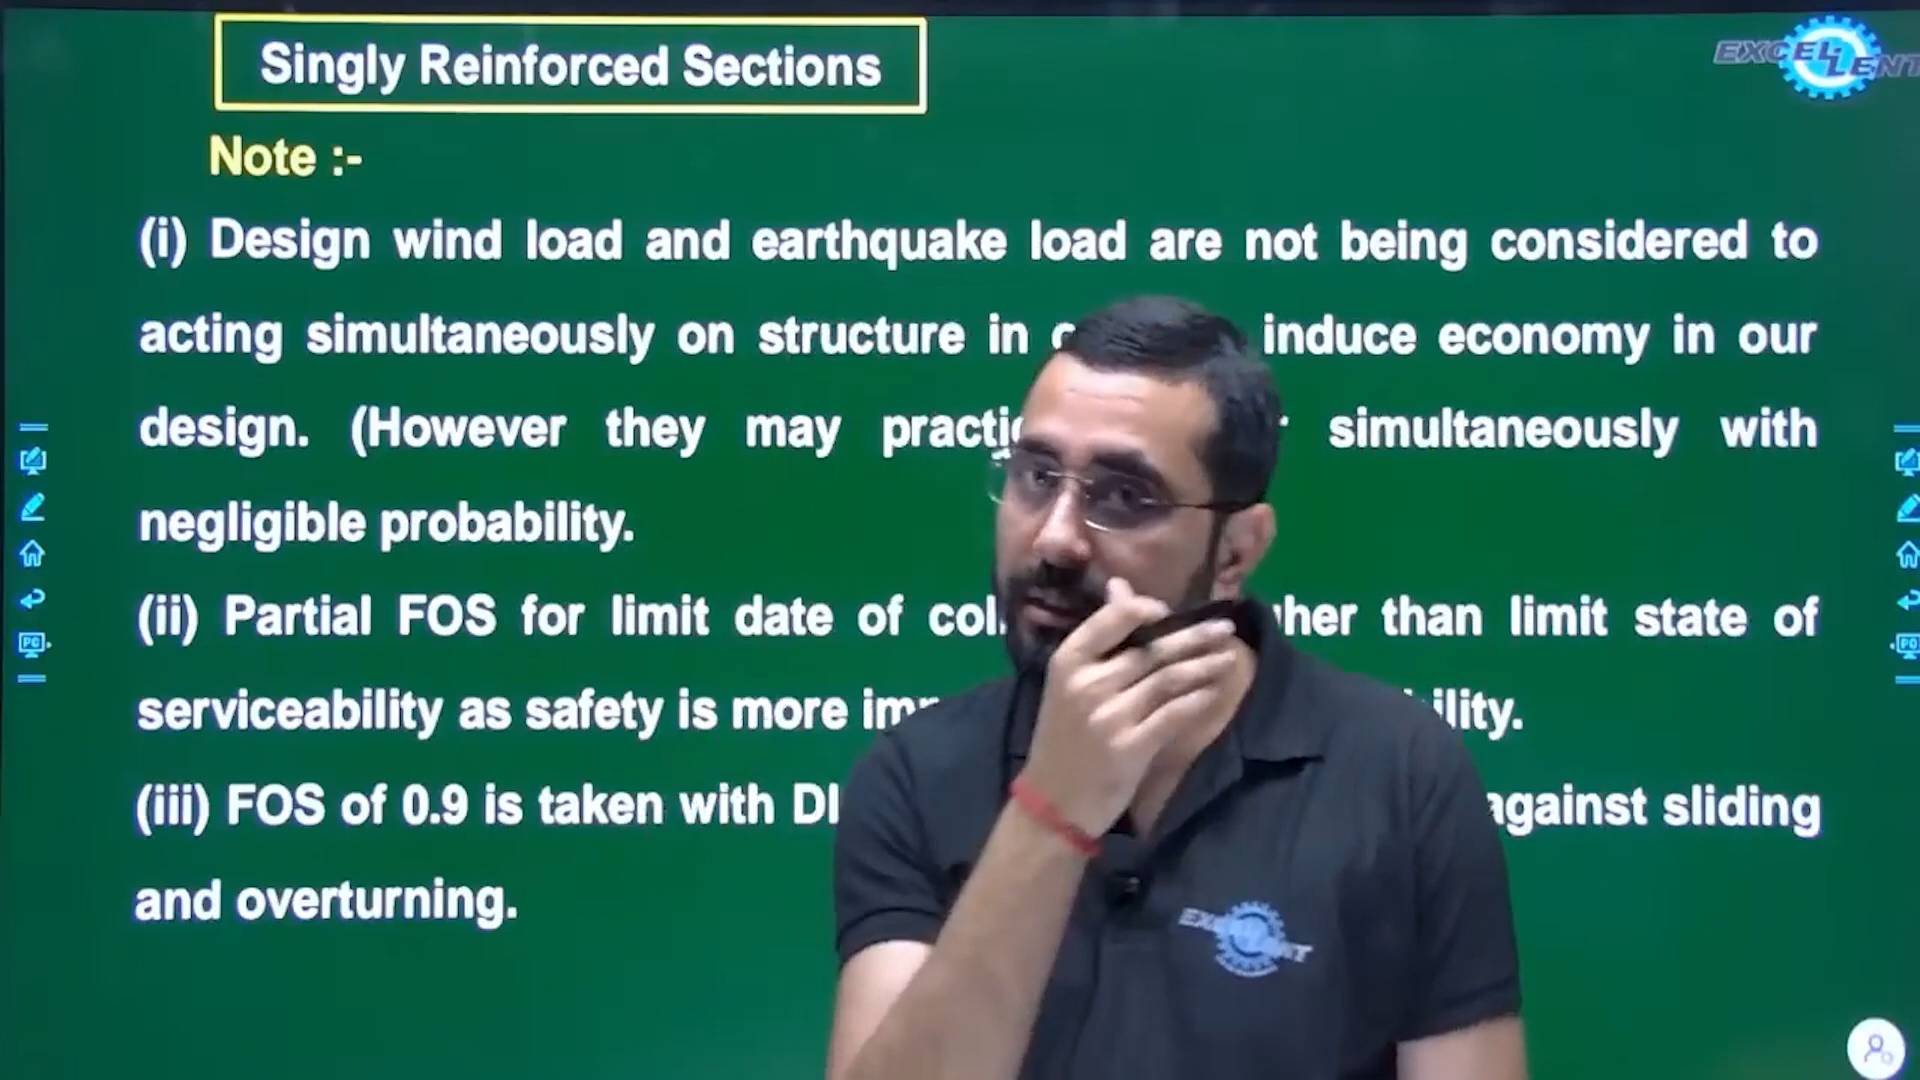 Singly Reinforced Sections
EXCELLENT
Note :-
(i) Design wind load and earthquake load are not being considered to
acting simultaneously on structure in induce economy in our
design. (However they may simultaneously with
negligible probability.
(ii) Partial FOS for limit date of than limit state of
serviceability as safety is more
(iii) FOS of 0.9 is taken with against sliding
and overturning.
PC